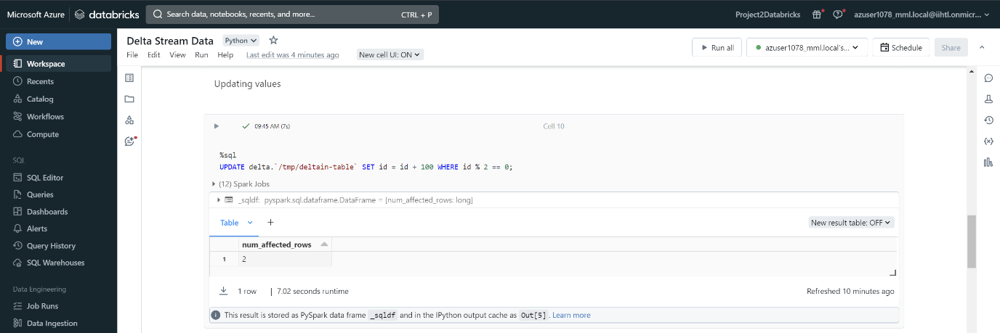 Microsoft Azure databricks Search data, notebooks, recents, and more... CTRL + P Project2Databricks azuser1078_mml.local@iihtl.onmicr...
New
Workspace
Recents
Catalog
Workflows
Compute
SQL
SQL Editor
Queries
Dashboards
Alerts
Query History
SQL Warehouses
Data Engineering
Job Runs
Data Ingestion
Delta Stream Data Python
File Edit View Run Help Last edit was 4 minutes ago New cell UI: ON
Run all azuser1078_mml.local's... Schedule Share
Updating values
09:45 AM (7s) Cell 10
%sql
UPDATE delta.`/tmp/deltain-table` SET id = id + 100 WHERE id % 2 == 0;
(12) Spark Jobs
_sqldf: pyspark.sql.dataframe.DataFrame = [num_affected_rows: long]
Table + New result table: OFF
num_affected_rows
1 2
1 row | 7.02 seconds runtime Refreshed 10 minutes ago
This result is stored as PySpark data frame _sqldf and in the IPython output cache as Out[5]. Learn more